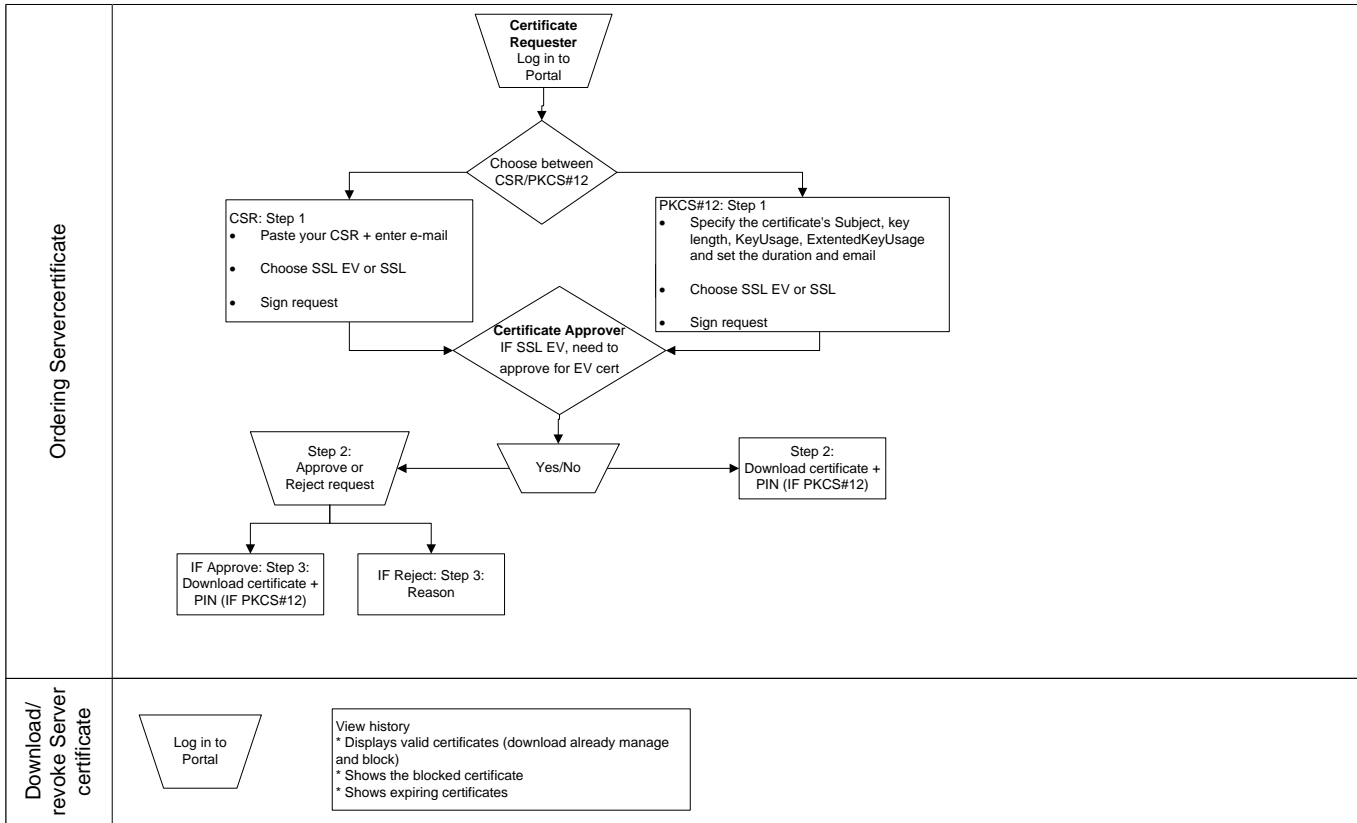 Ordering Servercertificate
Certificate
Requester
Log in to
Portal
Choose between
CSR/PKCS#12
CSR: Step 1
• Paste your CSR + enter e-mail
• Choose SSL EV or SSL
• Sign request
PKCS#12: Step 1
• Specify the certificate's Subject, key
length, KeyUsage, ExtentedKeyUsage
and set the duration and email
• Choose SSL EV or SSL
• Sign request
Certificate Approver
IF SSL EV, need to
approve for EV cert
Step 2:
Approve or
Reject request
Yes/No
Step 2:
Download certificate +
PIN (IF PKCS#12)
IF Approve: Step 3:
Download certificate +
PIN (IF PKCS#12)
IF Reject: Step 3:
Reason
Download/
revoke Server
certificate
Log in to
Portal
View history
* Displays valid certificates (download already manage
and block)
* Shows the blocked certificate
* Shows expiring certificates